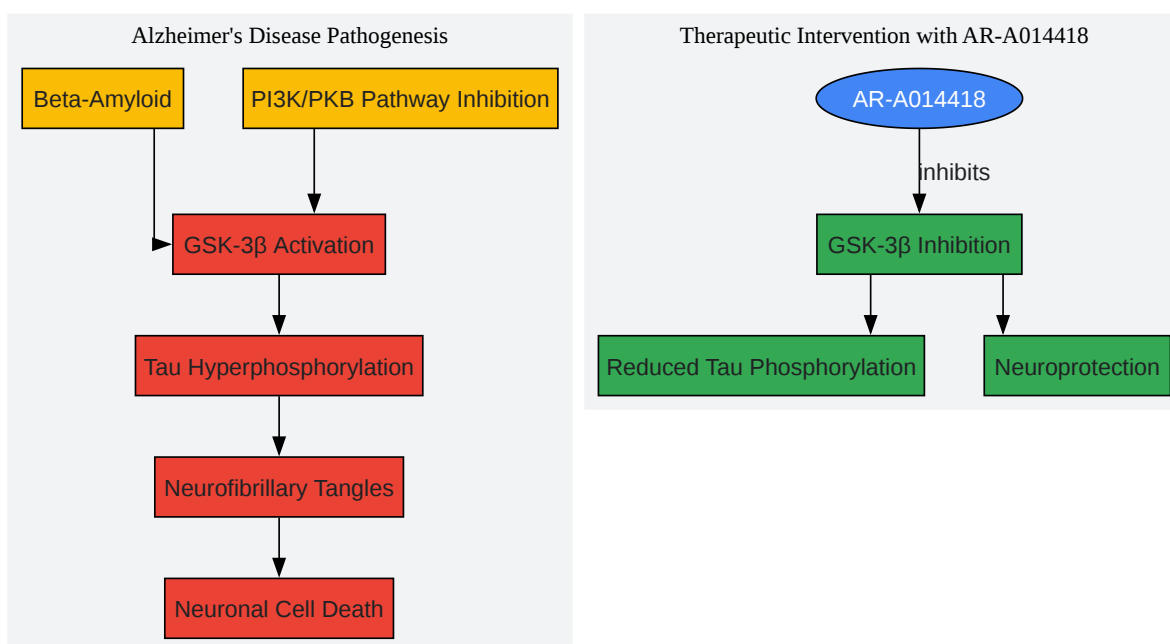 Alzheimer's Disease Pathogenesis
Beta-Amyloid
PI3K/PKB Pathway Inhibition
GSK-3β Activation
Tau Hyperphosphorylation
Neurofibrillary Tangles
Neuronal Cell Death
Therapeutic Intervention with AR-A014418
AR-A014418
inhibits
GSK-3β Inhibition
Reduced Tau Phosphorylation
Neuroprotection